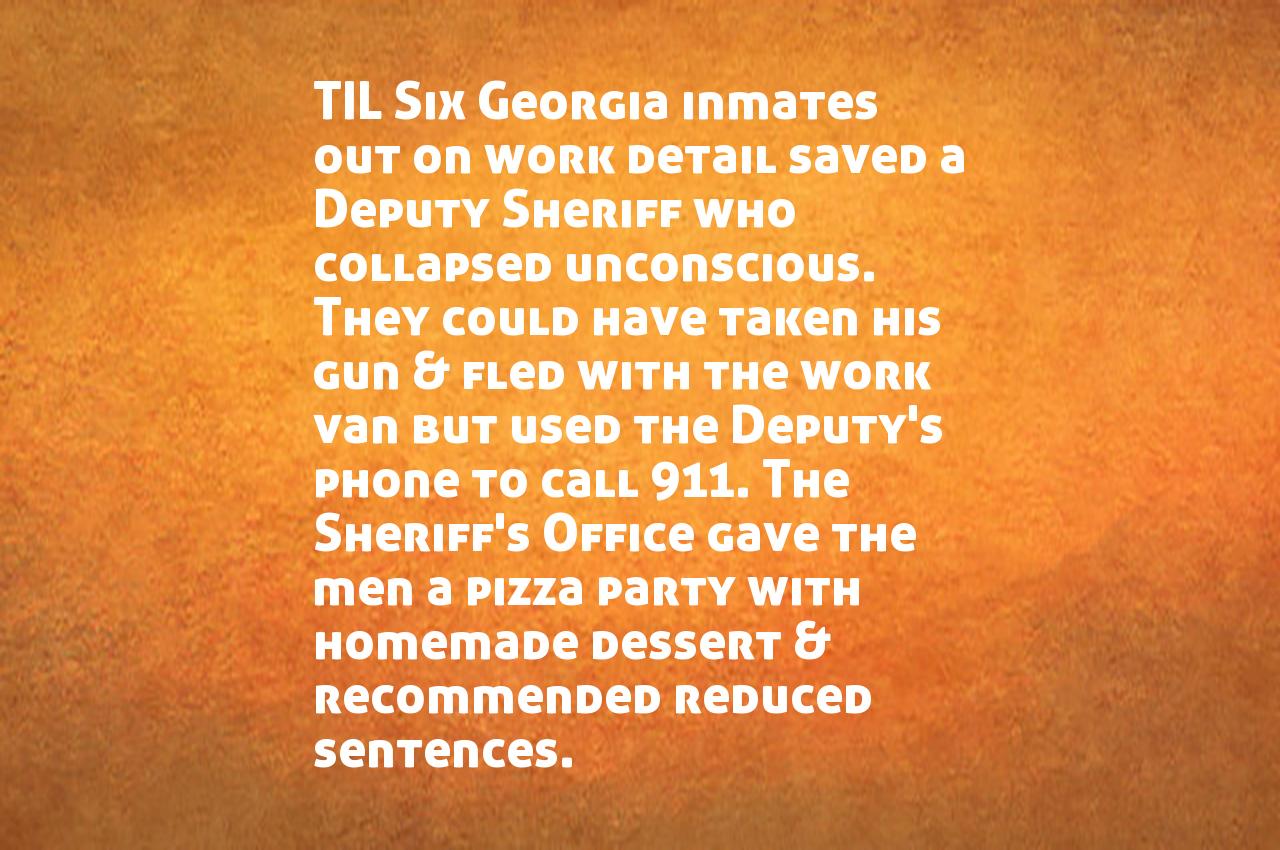 TIL Six Georgia inmates
out on work detail saved a
Deputy Sheriff who
collapsed unconscious.
They could have taken his
gun & fled with the work
van but used the Deputy's
phone to call 911. The
Sheriff's Office gave the
men a pizza party with
homemade dessert &
recommended reduced
sentences.